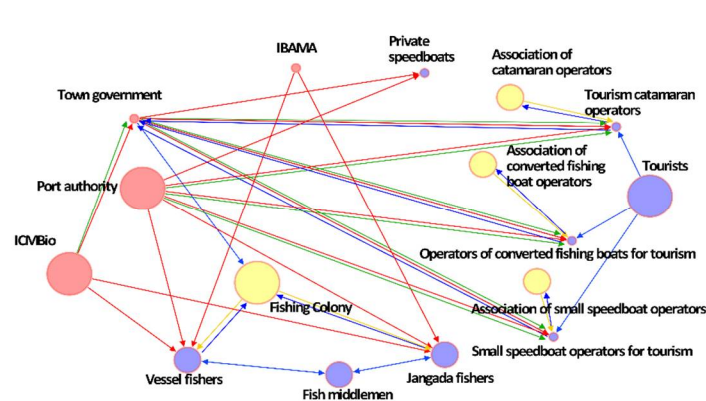 IBAMA
Private
speedboats
Association of
catamaran operators
Town government
Tourism catamaran
operators
Association of
converted fishing
boat operators
Tourists
Port authority
ICMBio
Operators of converted fishing boats for tourism
Fishing Colony
Association of small speedboat operators
Small speedboat operators for tourism
Vessel fishers
Jangada fishers
Fish middlemen